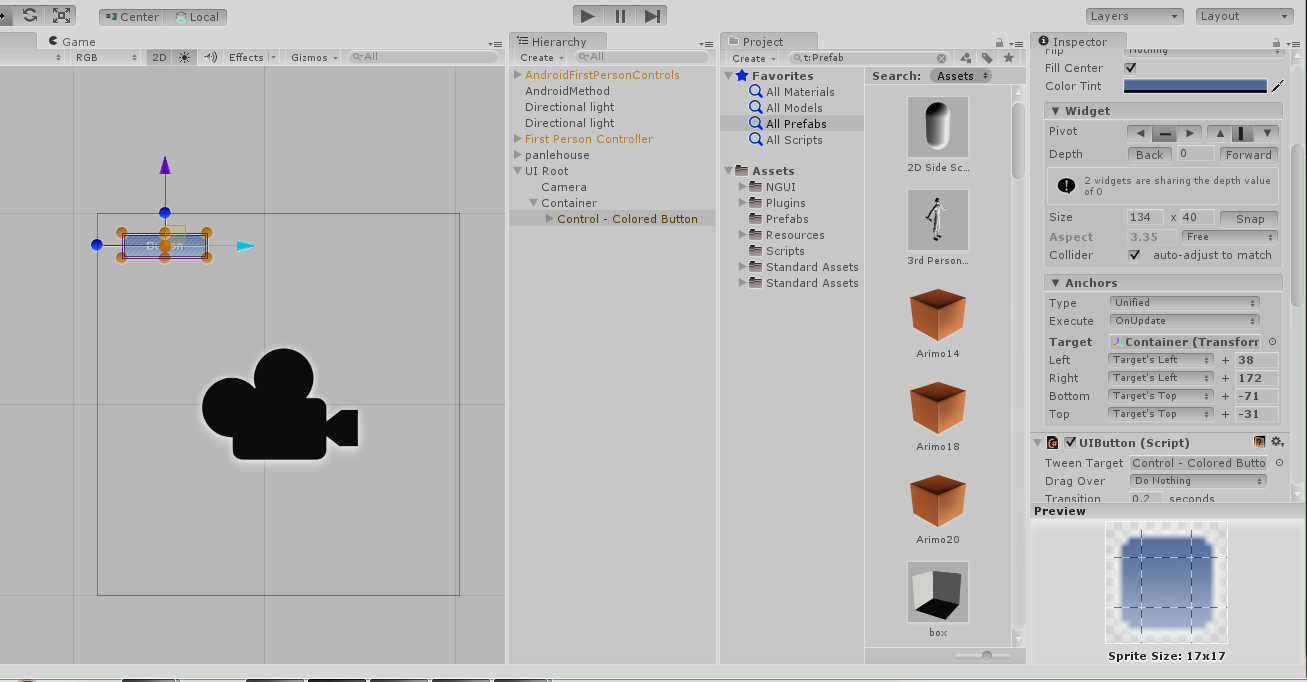 Center Local
Layers Layout
Game
RGB 2D Effects Gizmos All
Hierarchy
Create All
AndroidFirstPersonControls
AndroidMethod
Directional light
Directional light
First Person Controller
panlehouse
UI Root
Camera
Container
Control - Colored Button
Project
Create t:Prefab
Favorites
All Materials
All Models
All Prefabs
All Scripts
Assets
NGUI
Plugins
Prefabs
Resources
Scripts
Standard Assets
Standard Assets
Search: Assets
2D Side Sc...
3rd Person...
Arimo14
Arimo18
Arimo20
box
Inspector
Flip Nothing
Fill Center
Color Tint
Widget
Pivot
Depth Back 0 Forward
2 widgets are sharing the depth value
of 0
Size 134 x 40 Snap
Aspect 3.35 Free
Collider auto-adjust to match
Anchors
Type Unified
Execute OnUpdate
Target Container (Transforr
Left Target's Left + 38
Right Target's Left + 172
Bottom Target's Top + -71
Top Target's Top + -31
UIButton (Script)
Tween Target Control - Colored Butto
Drag Over Do Nothing
Transition 0.2 seconds
Preview
Sprite Size: 17x17